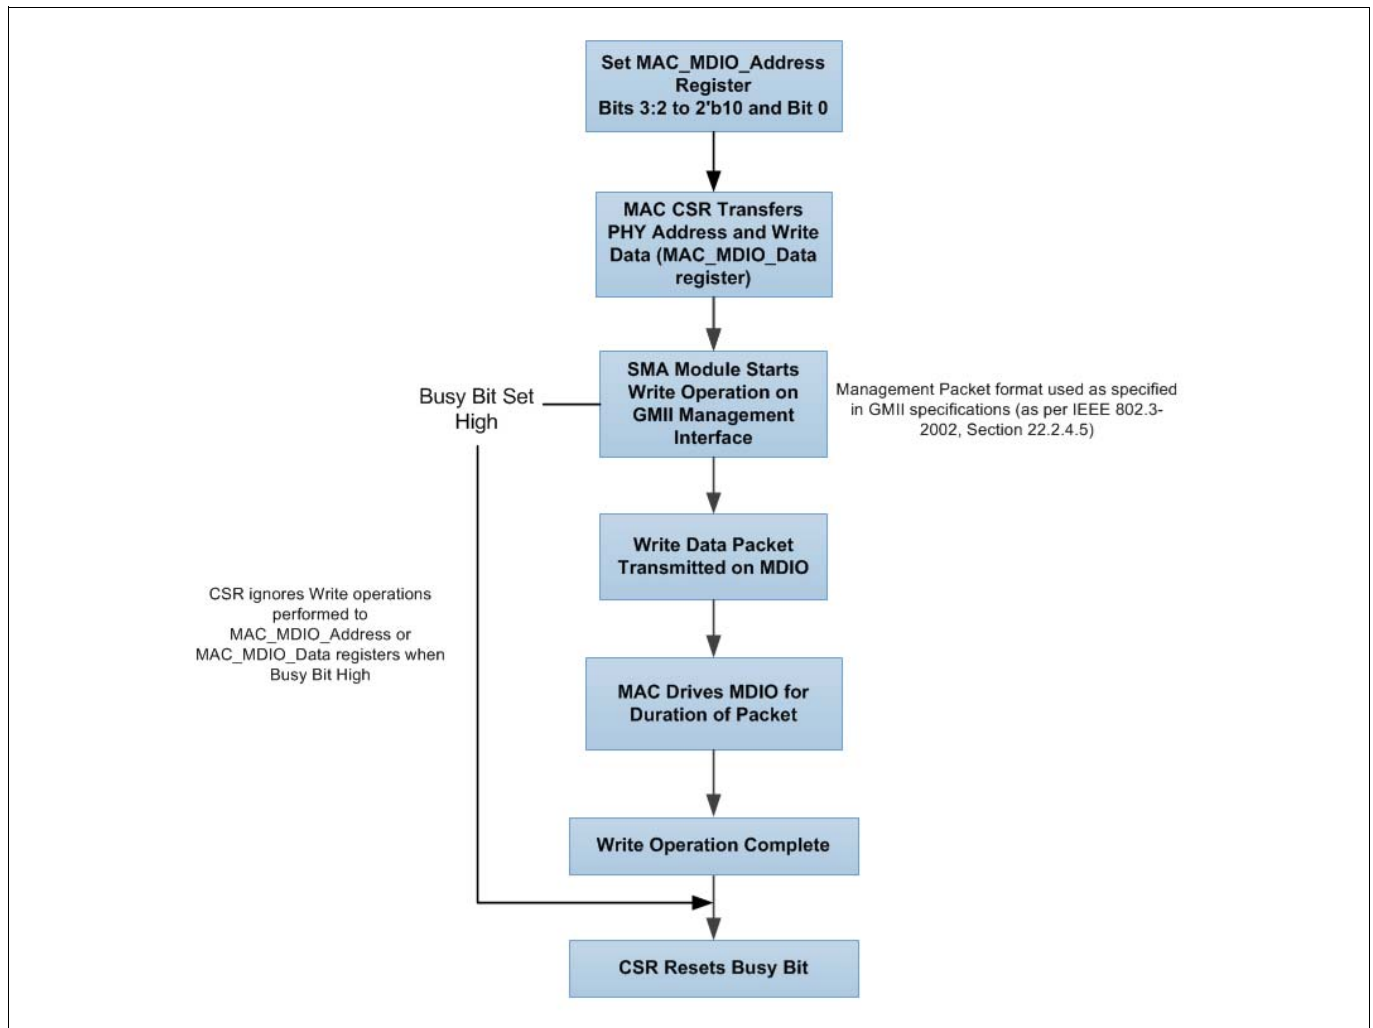 Set MAC_MDIO_Address
Register
Bits 3:2 to 2'b10 and Bit 0
MAC CSR Transfers
PHY Address and Write
Data (MAC_MDIO_Data
register)
SMA Module Starts
Write Operation on
GMII Management
Interface
Busy Bit Set
High
Management Packet format used as specified
in GMII specifications (as per IEEE 802.3-
2002, Section 22.2.4.5)
Write Data Packet
Transmitted on MDIO
CSR ignores Write operations
performed to
MAC_MDIO_Address or
MAC_MDIO_Data registers when
Busy Bit High
MAC Drives MDIO for
Duration of Packet
Write Operation Complete
CSR Resets Busy Bit